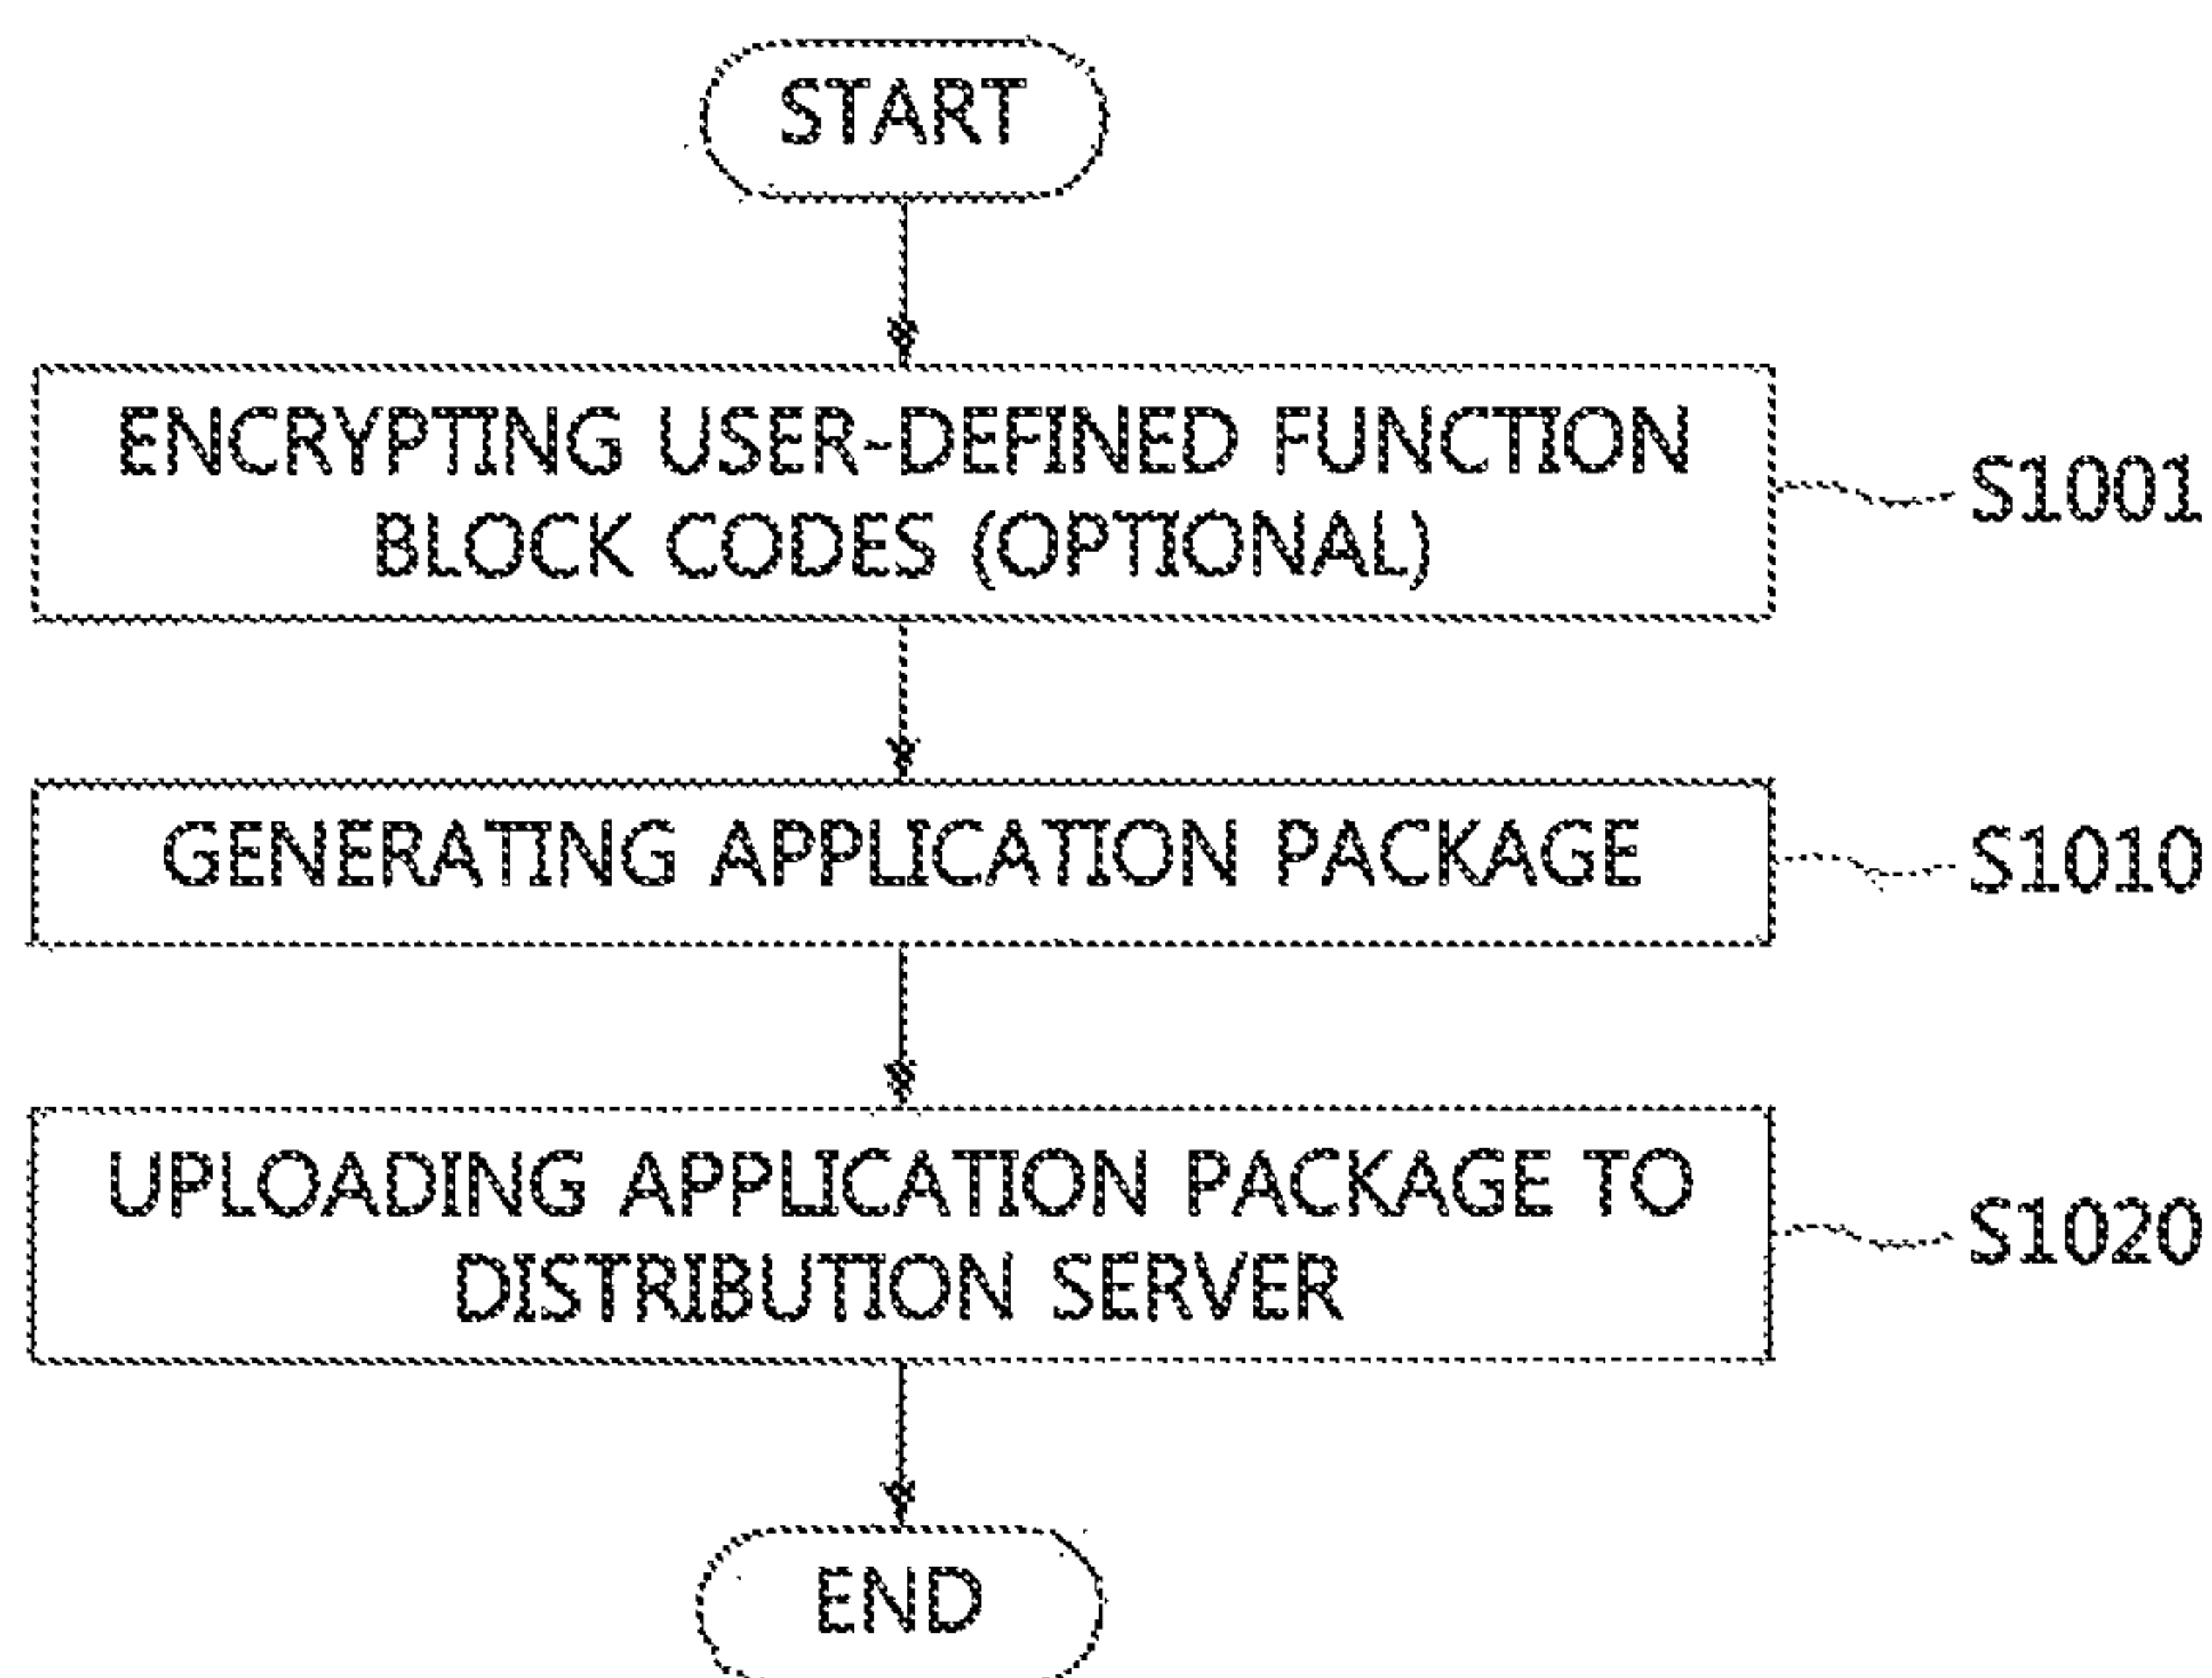 START
ENCRYPTING USER-DEFINED FUNCTION
BLOCK CODES (OPTIONAL)
S1001
GENERATING APPLICATION PACKAGE
S1010
UPLOADING APPLICATION PACKAGE TO
DISTRIBUTION SERVER
S1020
END